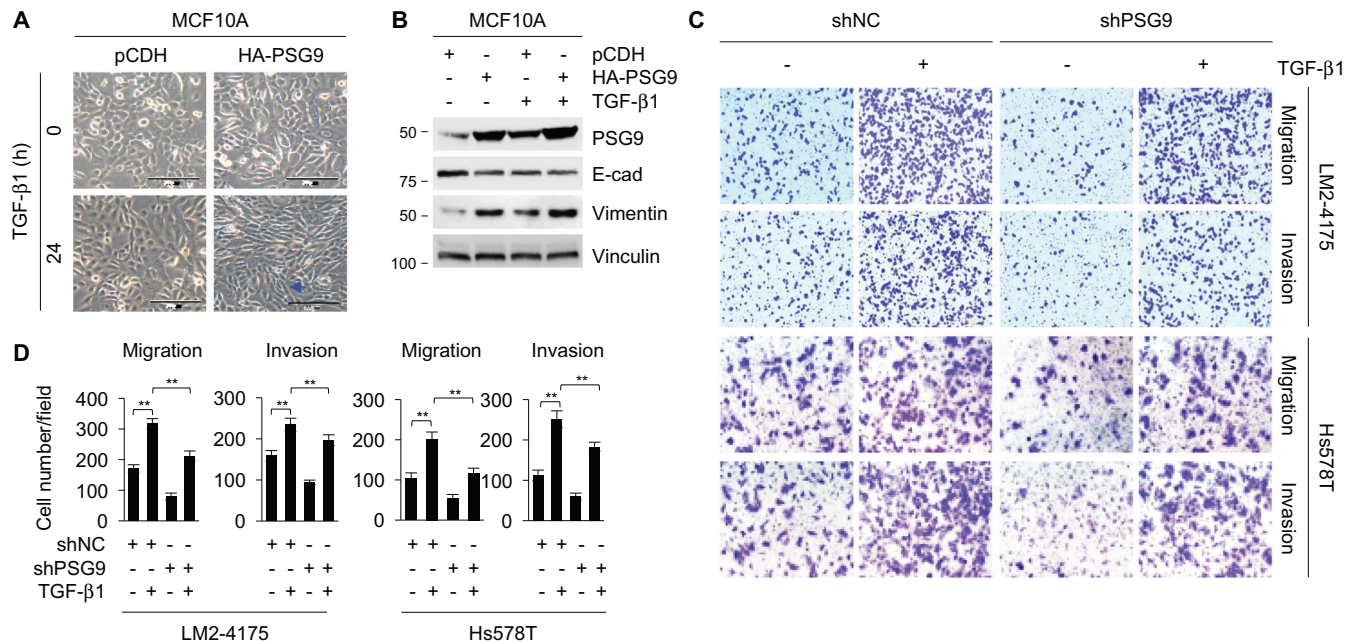 A
MCF10A
pCDH HA-PSG9
TGF-β1 (h)
0
24
B
MCF10A
+ - + - pCDH
- + - + HA-PSG9
- - + + TGF-β1
50 PSG9
75 E-cad
50 Vimentin
100 Vinculin
C
shNC shPSG9
- + - + TGF-β1
Migration
Invasion
LM2-4175
Migration
Invasion
Hs578T
D
Migration Invasion Migration Invasion
Cell number/field
400
300
200
100
0
** **
300
200
100
0
** **
300
200
100
0
** **
300
200
100
0
** **
shNC + + - - + + - - + + - - + + - -
shPSG9 - - + + - - + + - - + + - - + +
TGF-β1 - + - + - + - + - + - + - + - +
LM2-4175 Hs578T